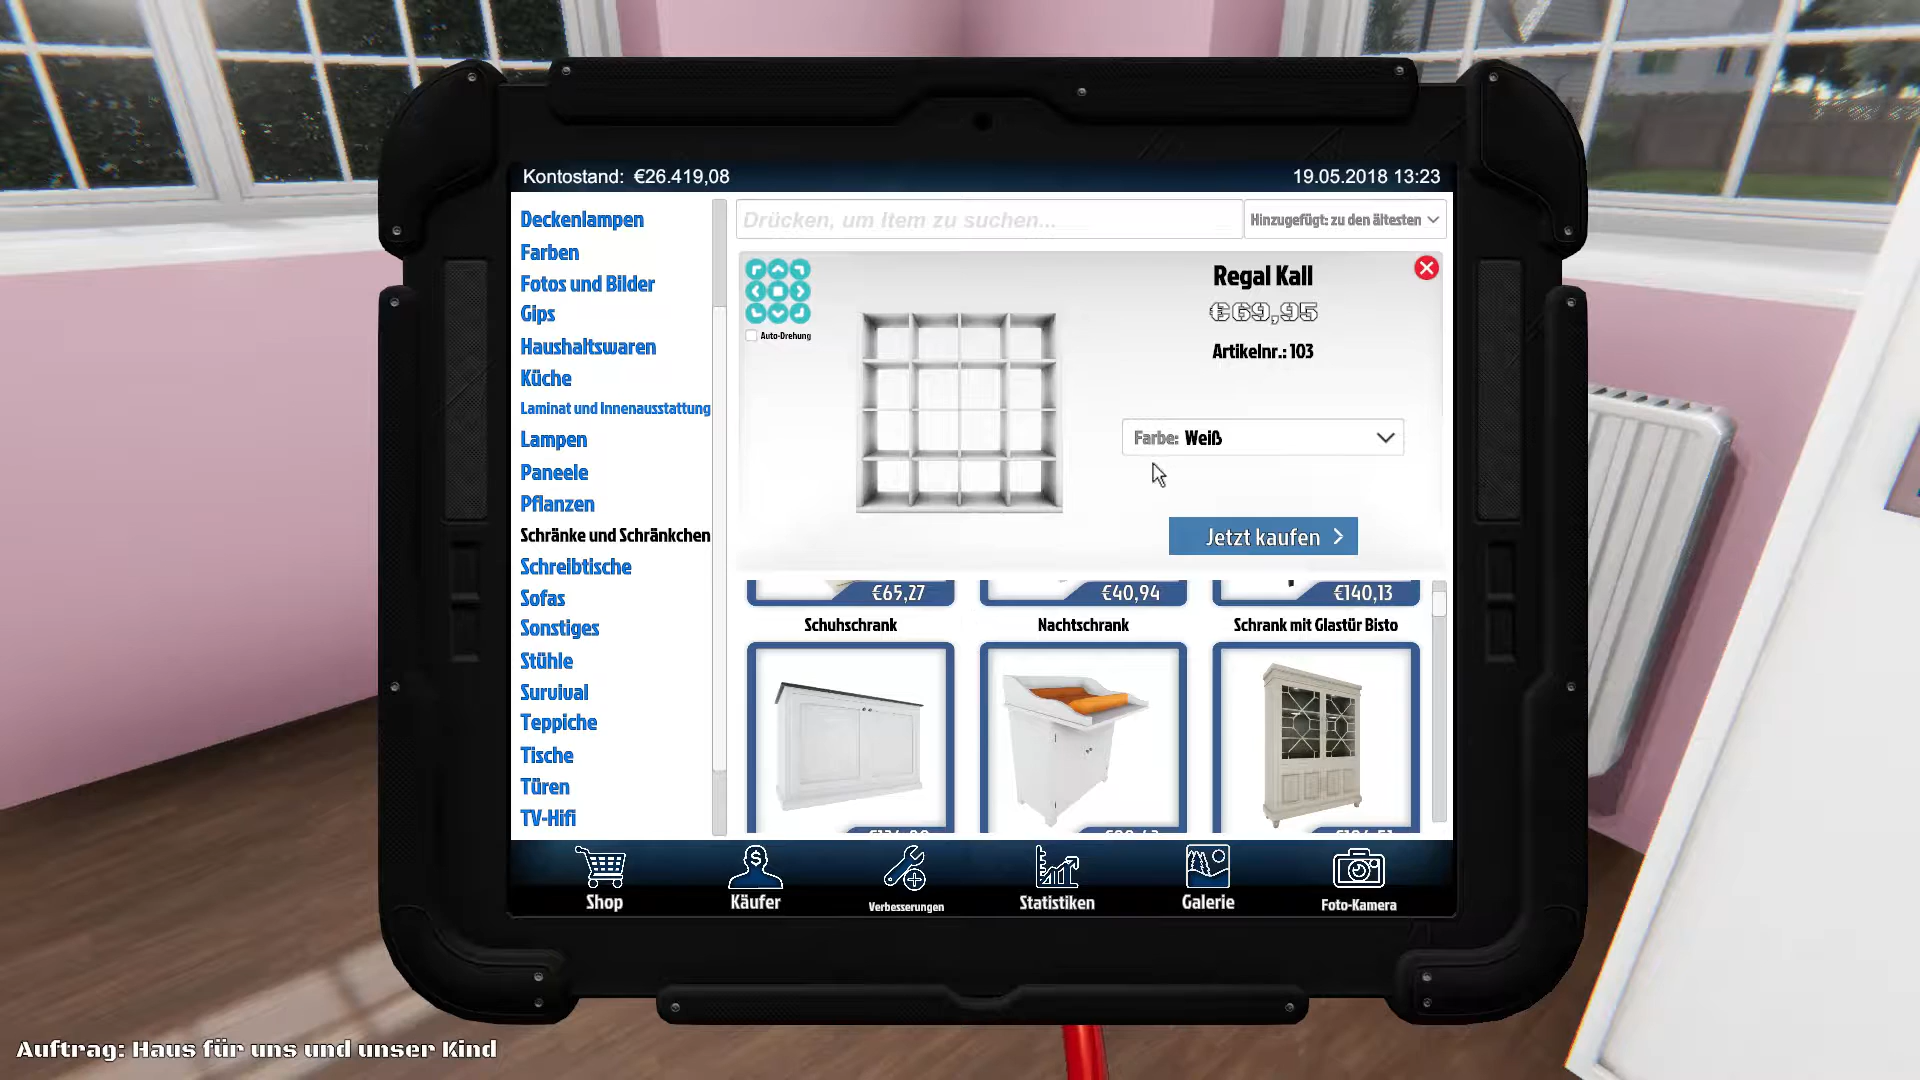 Kontostand: €26.419,08
19.05.2018 13:23
Deckenlampen
Farben
Fotos und Bilder
Gips
Haushaltswaren
Küche
Laminat und Innenausstattung
Lampen
Paneele
Pflanzen
Schränke und Schränkchen
Schreibtische
Sofas
Sonstiges
Stühle
Survival
Teppiche
Tische
Türen
TV-Hifi
Drücken, um Item zu suchen...
Hinzugefügt: zu den ältesten
Auto-Drehung
Regal Kall
€69,95
Artikelnr.: 103
Farbe: Weiß
Jetzt kaufen
€65,27
€40,94
€140,13
Schuhschrank
Nachtschrank
Schrank mit Glastür Bisto
Shop
Käufer
Verbesserungen
Statistiken
Galerie
Foto-Kamera
Auftrag: Haus für uns und unser Kind